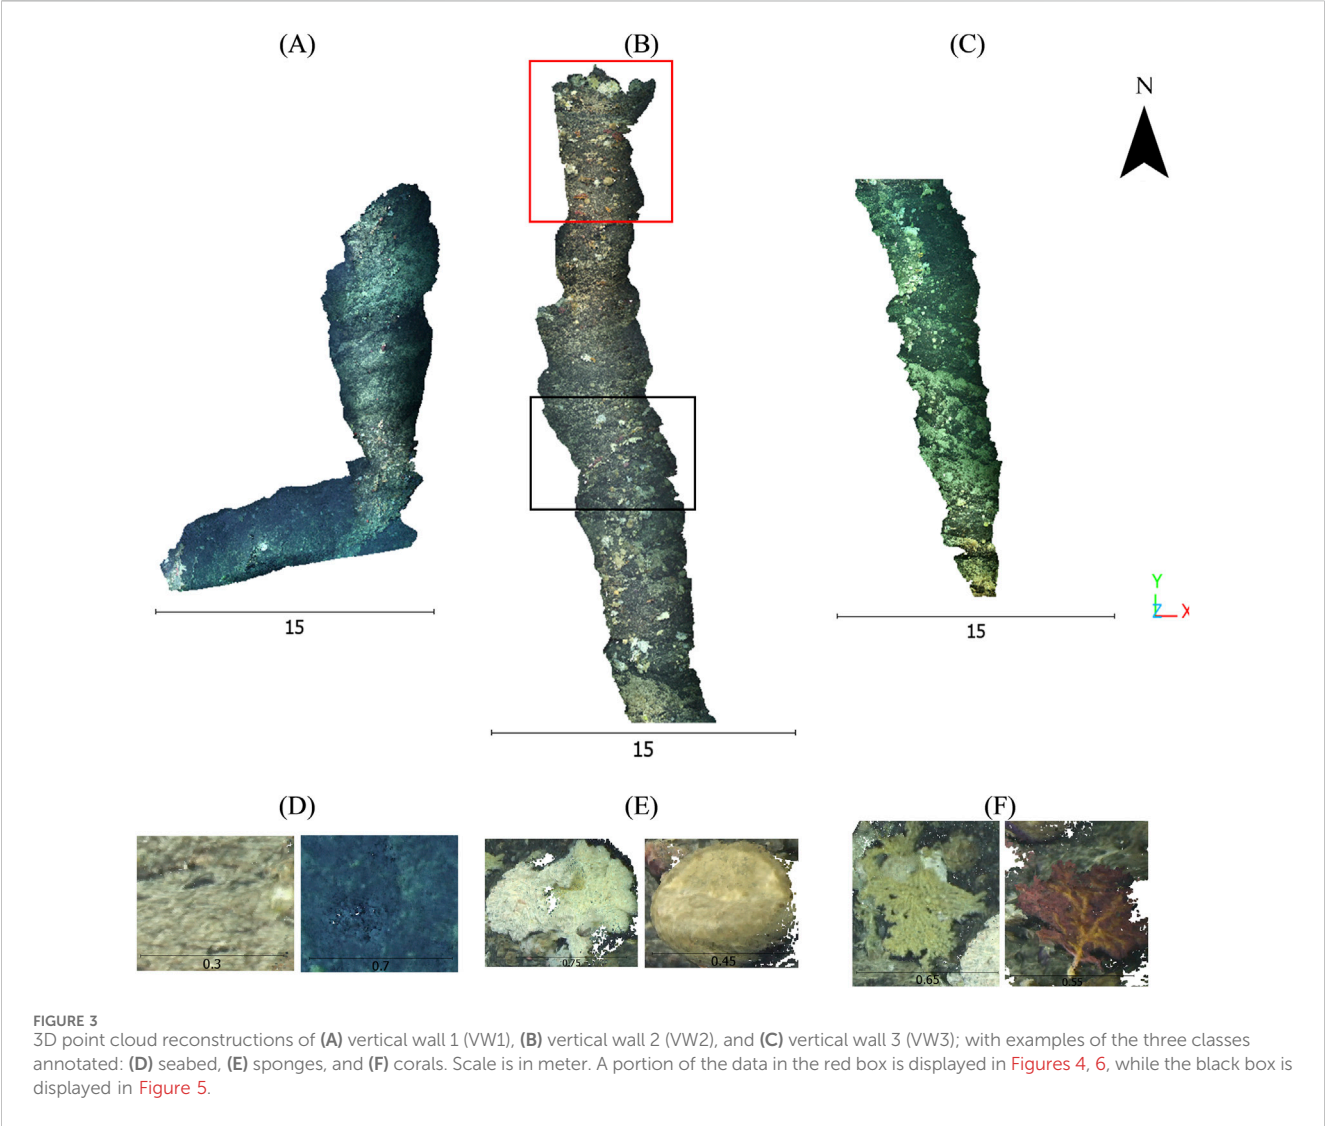 (A)
(B)
(C)
N
15
15
15
Y
Z X
(D)
(E)
(F)
0.3
0.7
0.75
0.45
0.65
0.55
FIGURE 3
3D point cloud reconstructions of (A) vertical wall 1 (VW1), (B) vertical wall 2 (VW2), and (C) vertical wall 3 (VW3); with examples of the three classes
annotated: (D) seabed, (E) sponges, and (F) corals. Scale is in meter. A portion of the data in the red box is displayed in Figures 4, 6, while the black box is
displayed in Figure 5.